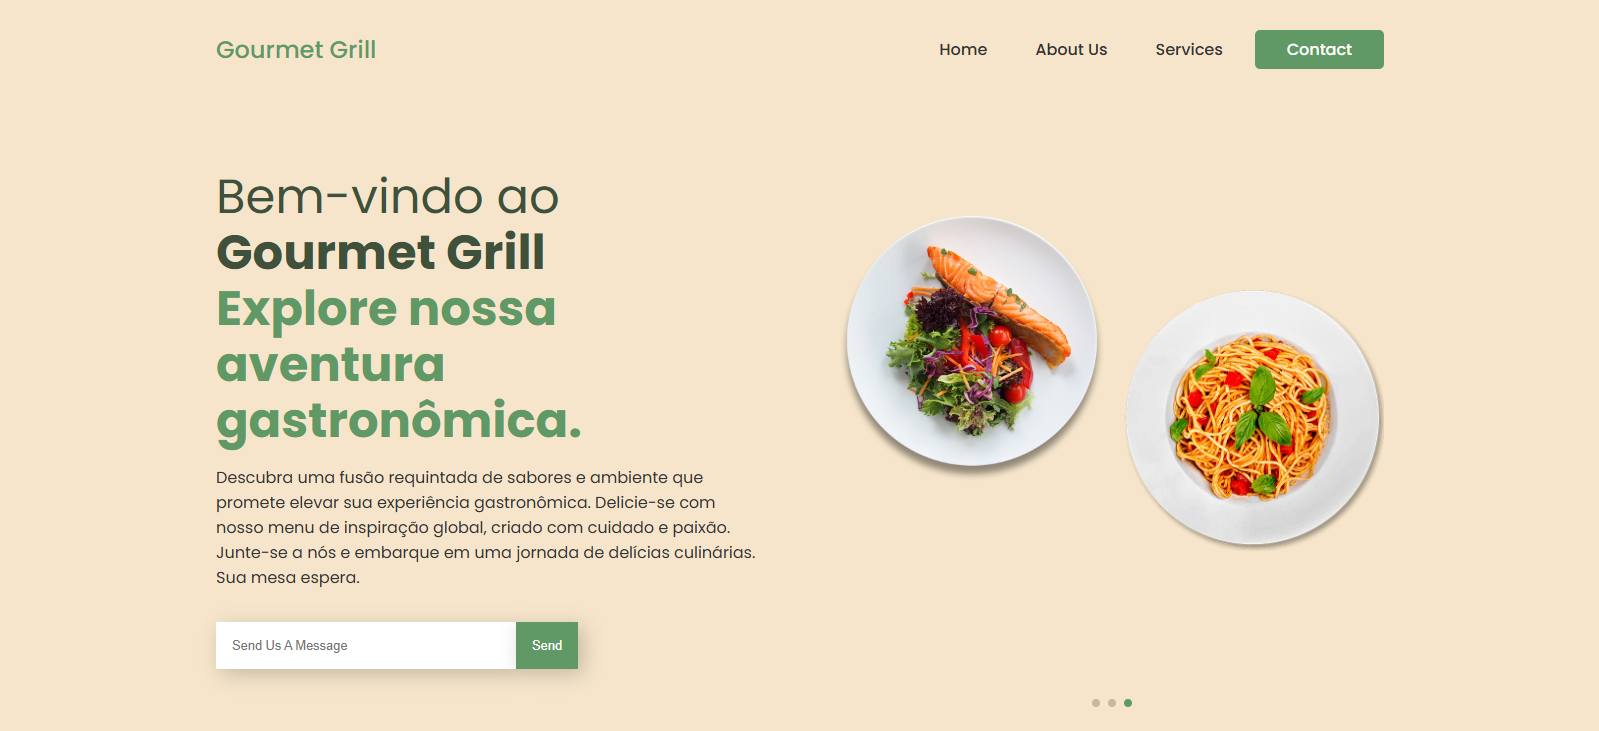 Gourmet Grill
Home About Us Services Contact
Bem-vindo ao
Gourmet Grill
Explore nossa
aventura
gastronômica.
Descubra uma fusão requintada de sabores e ambiente que
promete elevar sua experiência gastronômica. Delicie-se com
nosso menu de inspiração global, criado com cuidado e paixão.
Junte-se a nós e embarque em uma jornada de delícias culinárias.
Sua mesa espera.
Send Us A Message Send